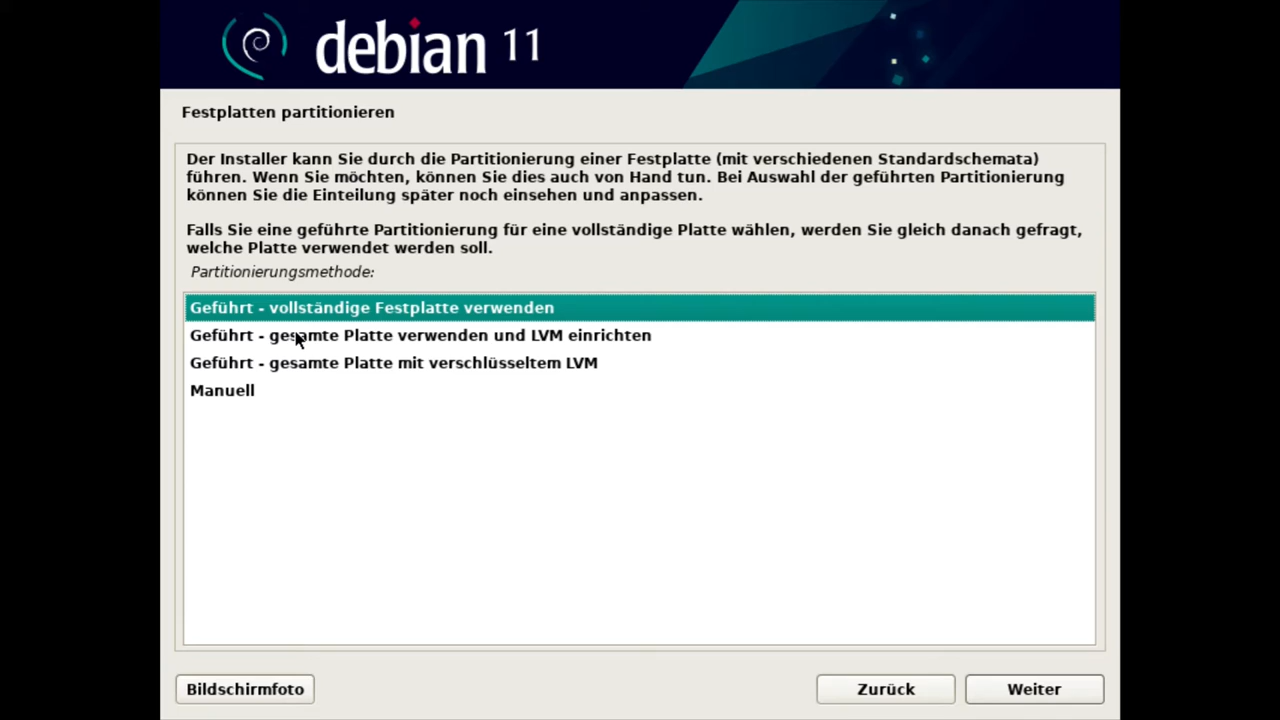 debian 11
Festplatten partitionieren
Der Installer kann Sie durch die Partitionierung einer Festplatte (mit verschiedenen Standardschemata)
führen. Wenn Sie möchten, können Sie dies auch von Hand tun. Bei Auswahl der geführten Partitionierung
können Sie die Einteilung später noch einsehen und anpassen.
Falls Sie eine geführte Partitionierung für eine vollständige Platte wählen, werden Sie gleich danach gefragt,
welche Platte verwendet werden soll.
Partitionierungsmethode:
Geführt - vollständige Festplatte verwenden
Geführt - gesamte Platte verwenden und LVM einrichten
Geführt - gesamte Platte mit verschlüsseltem LVM
Manuell
Bildschirmfoto
Zurück
Weiter